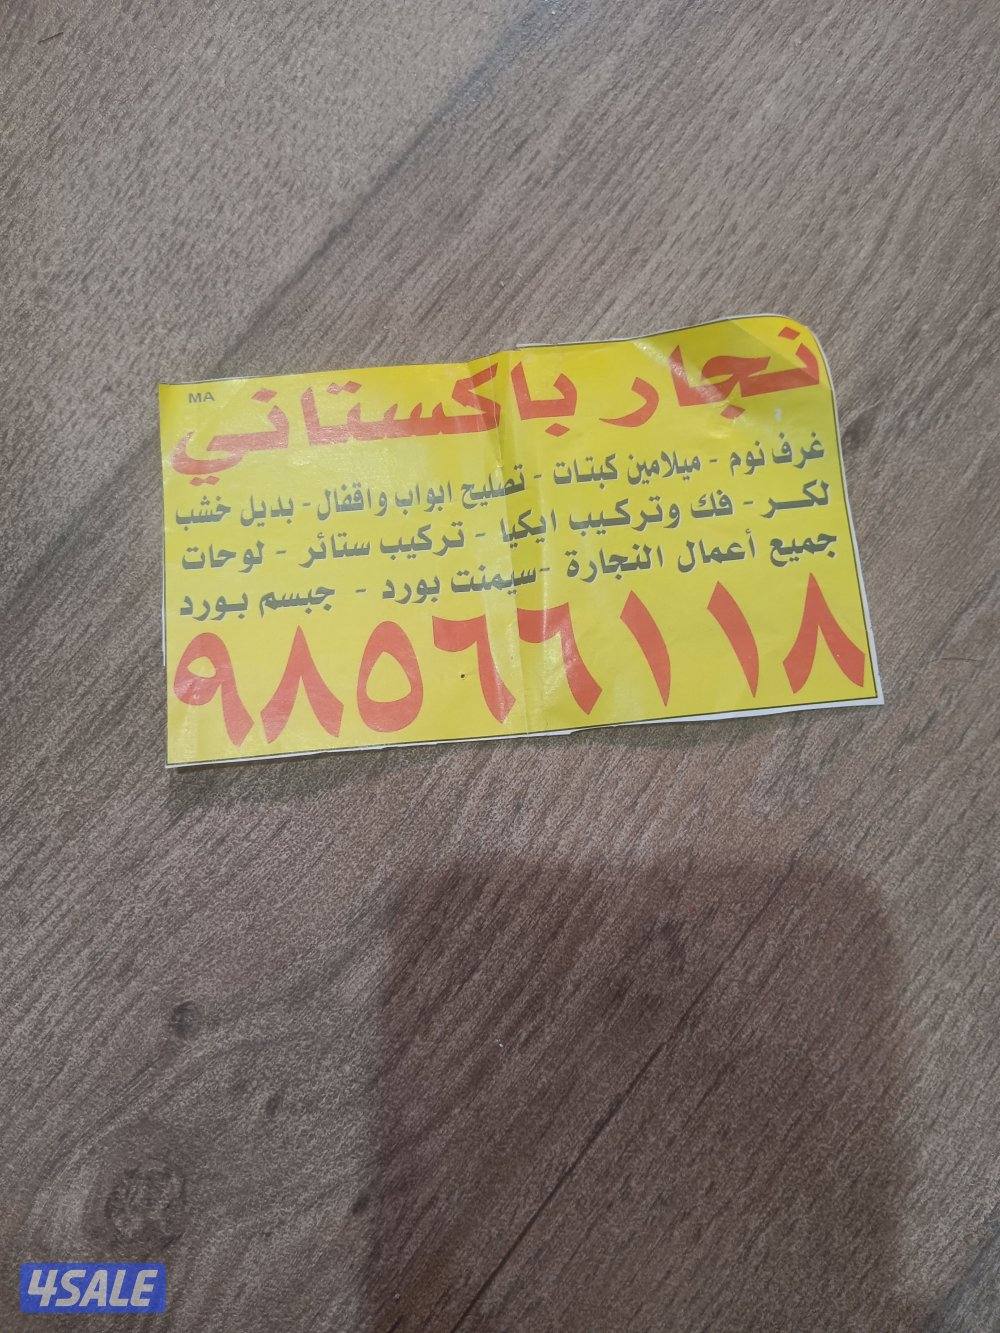 MA
نجار باكستاني
غرف نوم - ميلامين كبتات - تصليح ابواب واقفال - بديل خشب
لكر - فك وتركيب ايكيا - تركيب ستائر - لوحات
جميع أعمال النجارة - سيمنت بورد - جبسم بورد
٩٨٥٦٦١١٨
4SALE